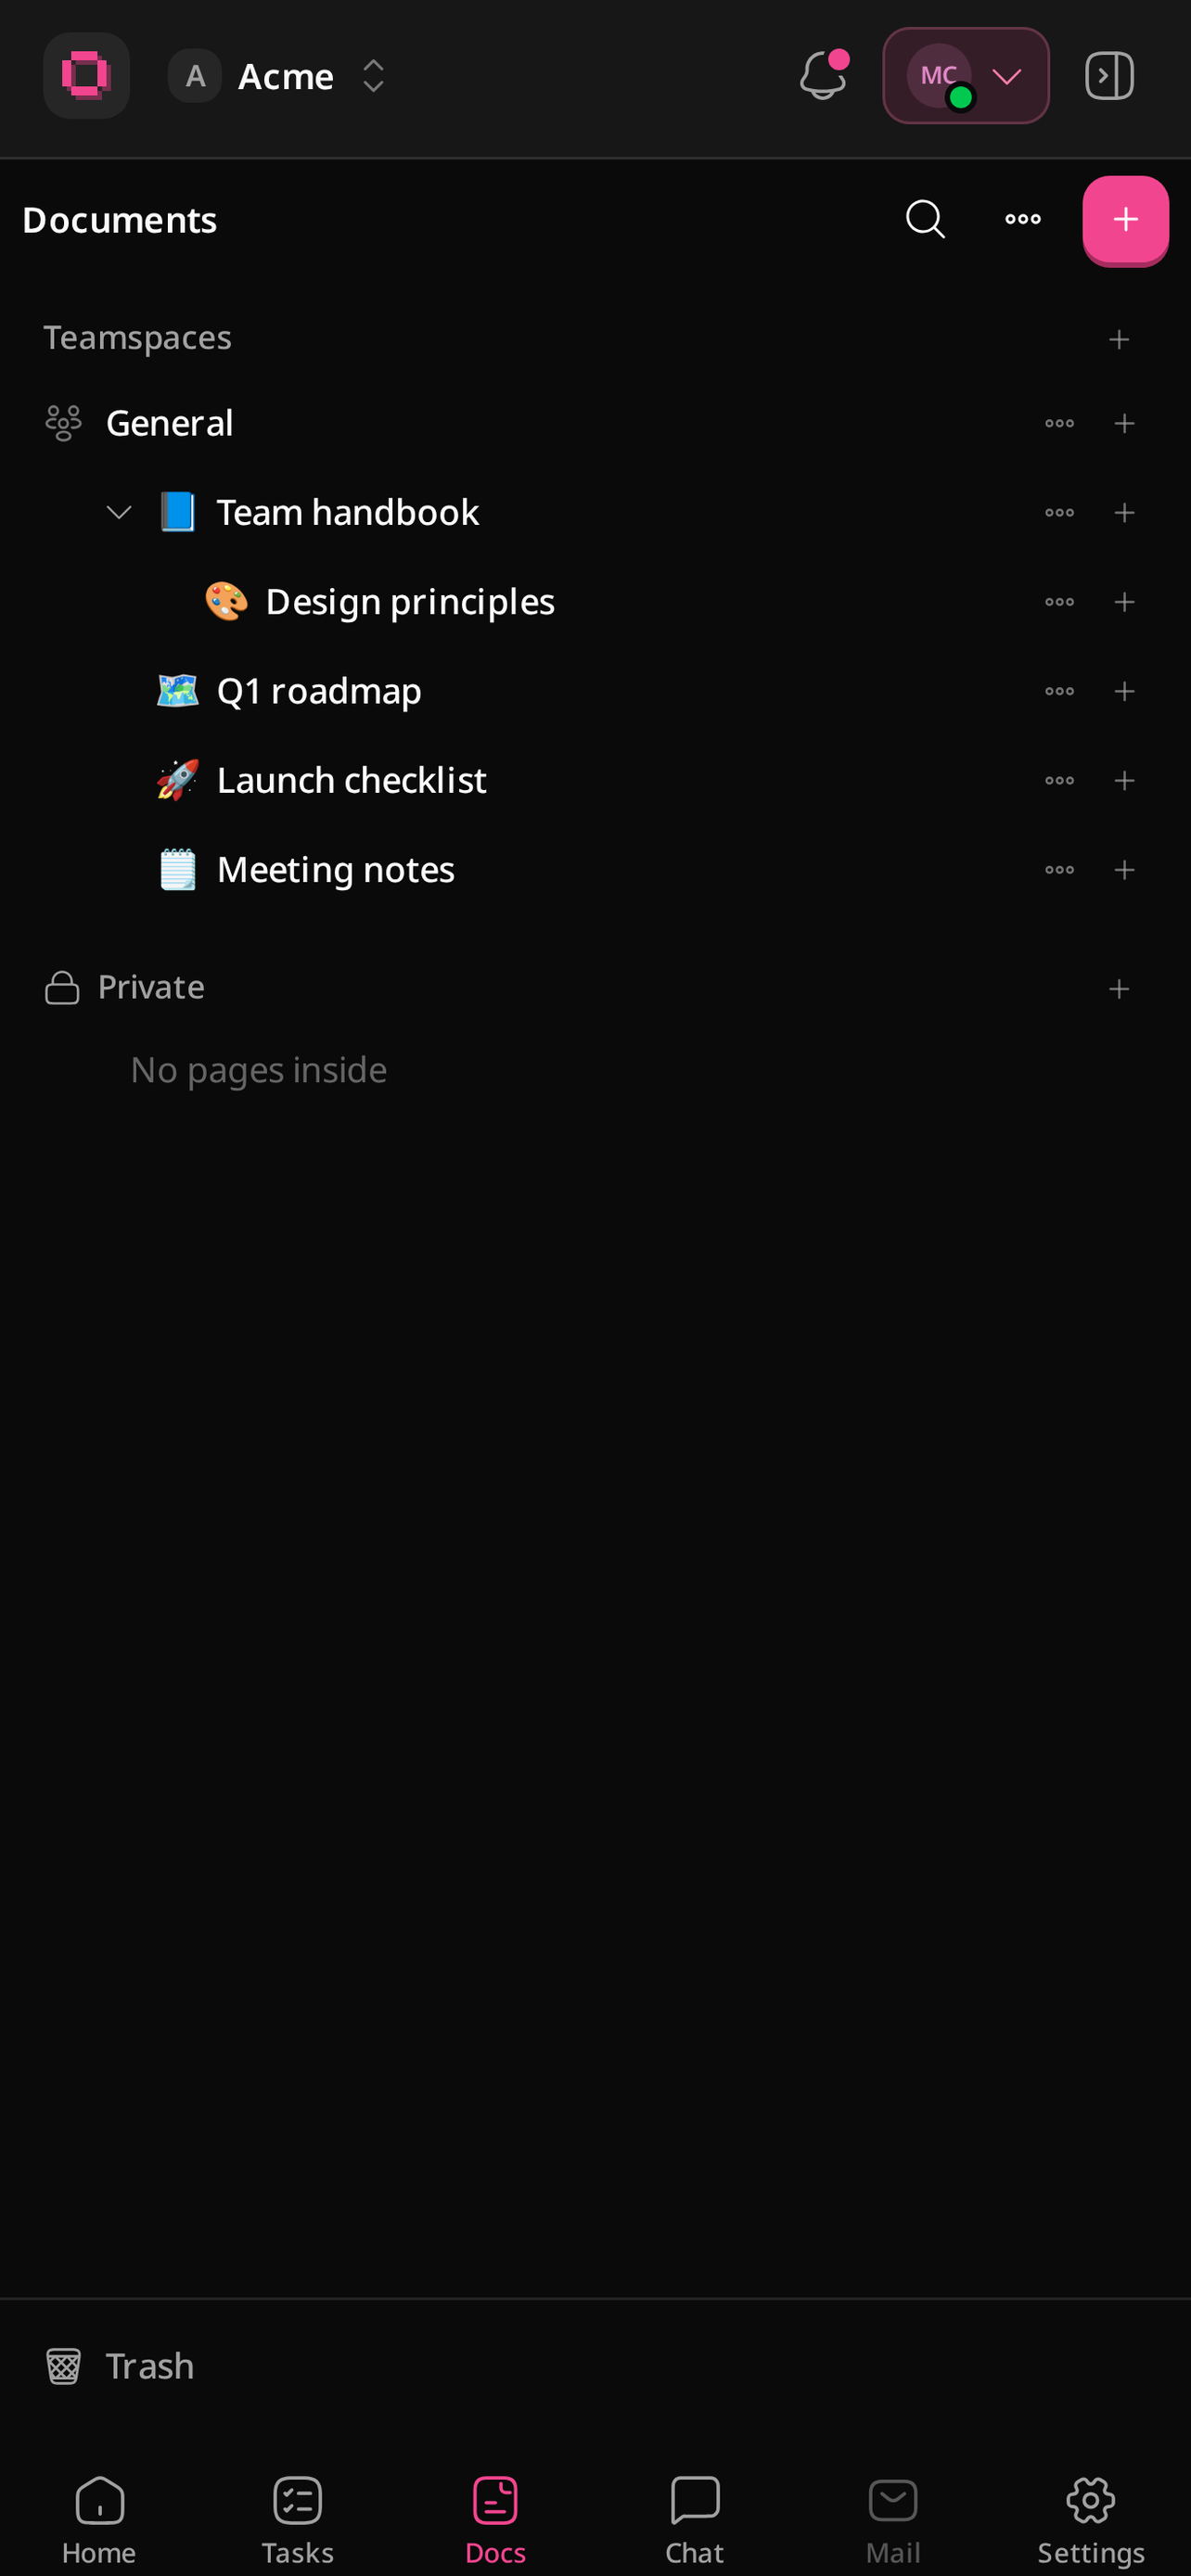 A Acme
MC
Documents
Teamspaces
General
Team handbook
Design principles
Q1 roadmap
Launch checklist
Meeting notes
Private
No pages inside
Trash
Home Tasks Docs Chat Mail Settings